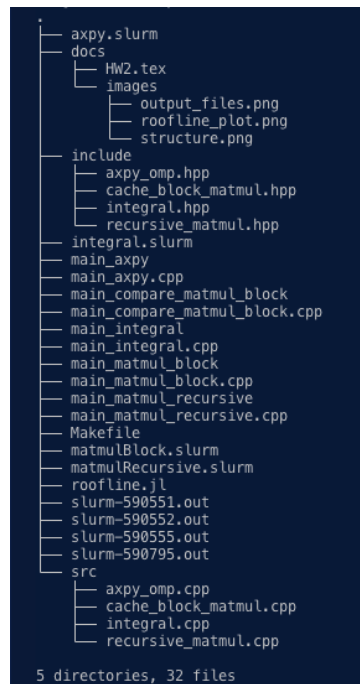 .
├── axpy.slurm
├── docs
│   ├── HW2.tex
│   └── images
│       ├── output_files.png
│       ├── roofline_plot.png
│       └── structure.png
├── include
│   ├── axpy_omp.hpp
│   ├── cache_block_matmul.hpp
│   ├── integral.hpp
│   └── recursive_matmul.hpp
├── integral.slurm
├── main_axpy
├── main_axpy.cpp
├── main_compare_matmul_block
├── main_compare_matmul_block.cpp
├── main_integral
├── main_integral.cpp
├── main_matmul_block
├── main_matmul_block.cpp
├── main_matmul_recursive
├── main_matmul_recursive.cpp
├── Makefile
├── matmulBlock.slurm
├── matmulRecursive.slurm
├── roofline.jl
├── slurm-590551.out
├── slurm-590552.out
├── slurm-590555.out
├── slurm-590795.out
└── src
    ├── axpy_omp.cpp
    ├── cache_block_matmul.cpp
    ├── integral.cpp
    └── recursive_matmul.cpp
5 directories, 32 files